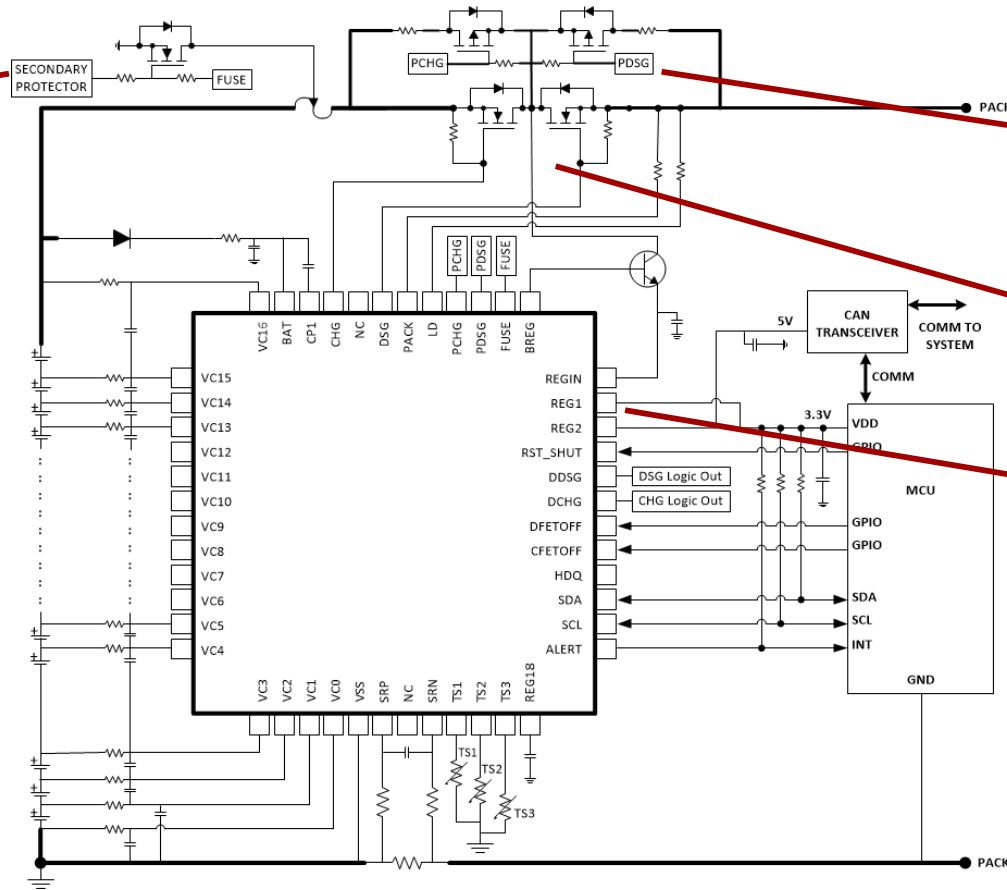 SECONDARY
PROTECTOR
FUSE
PCHG
PDSG
PACK
PCHG
PDSG
FUSE
VC16
BAT
CP1
CHG
NC
DSG
PACK
LD
PCHG
PDSG
FUSE
BREG
5V
CAN
TRANSCEIVER
COMM TO
SYSTEM
COMM
VC15
VC14
VC13
VC12
VC11
VC10
VC9
VC8
VC7
VC6
VC5
VC4
REGIN
REG1
REG2
RST_SHUT
DDSG
DCHG
DFETOFF
CFETOFF
HDQ
SDA
SCL
ALERT
DSG Logic Out
CHG Logic Out
3.3V
VDD
GPIO
MCU
GPIO
GPIO
SDA
SCL
INT
GND
VC3
VC2
VC1
VC0
VSS
SRP
NC
SRN
TS1
TS2
TS3
REG18
TS1
TS2
TS3
PACK